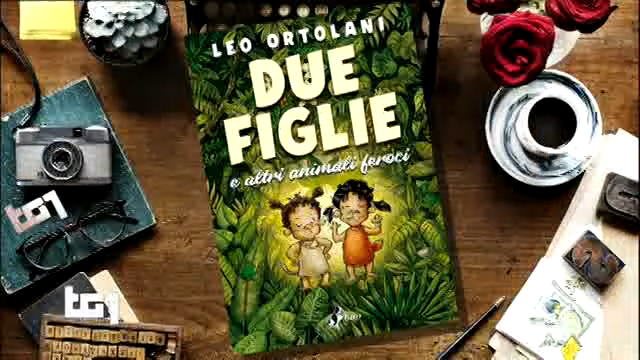 LEO ORTOLANI
DUE
FIGLIE
e altri animali feroci
TG1
TG1